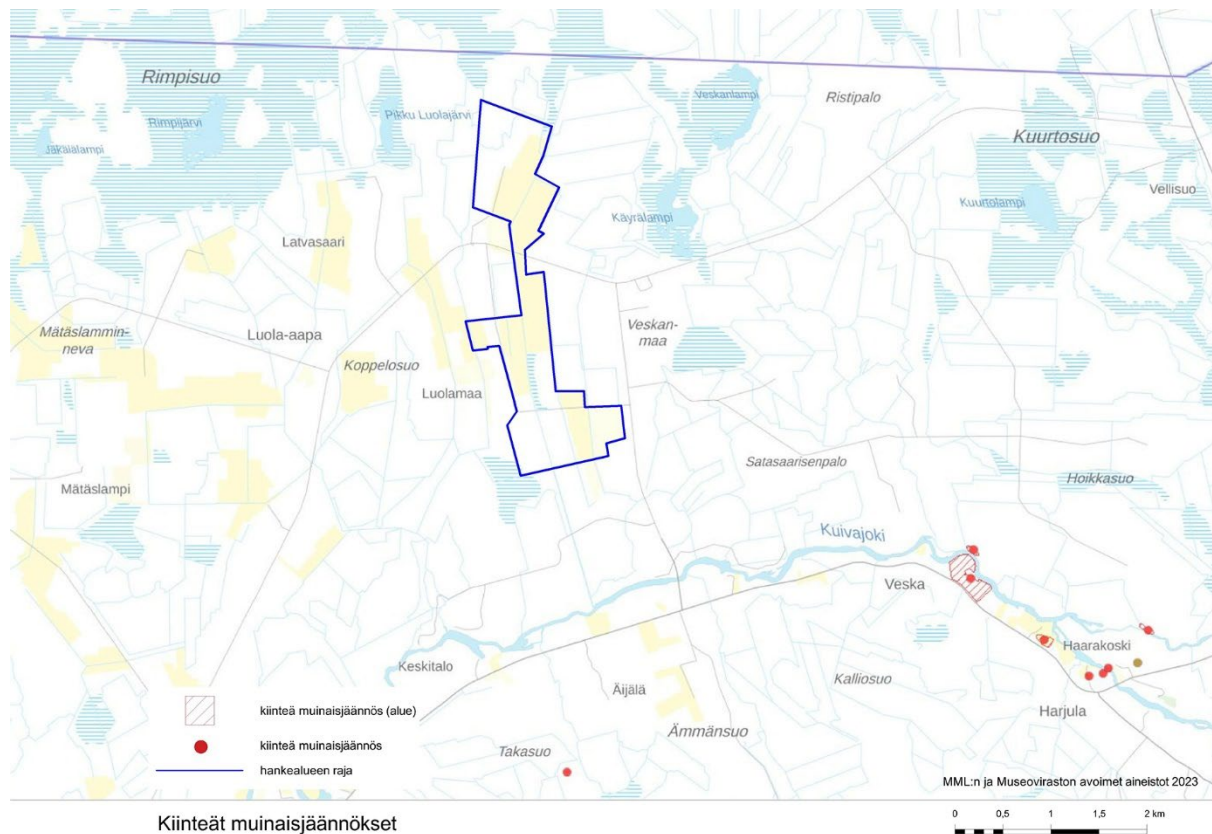 Rimpisuo
Rimpijärvi
Jäkälälampi
Pikku Luolajärvi
Veskanlampi
Ristipalo
Kuurtosuo
Vellisuo
Kuurtolampi
Käyrälampi
Latvasaari
Mätäslammin-
neva
Luola-aapa
Koppelosuo
Luolamaa
Veskan-
maa
Mätäslampi
Satasaarisenpalo
Hoikkasuo
Kuivajoki
Veska
Haarakoski
Keskitalo
Äijälä
Kalliosuo
Harjula
Ämmänsuo
Takasuo
kiinteä muinaisjäännös (alue)
kiinteä muinaisjäännös
hankealueen raja
MML:n ja Museoviraston avoimet aineistot 2023
Kiinteät muinaisjäännökset
0 0,5 1 1,5 2 km